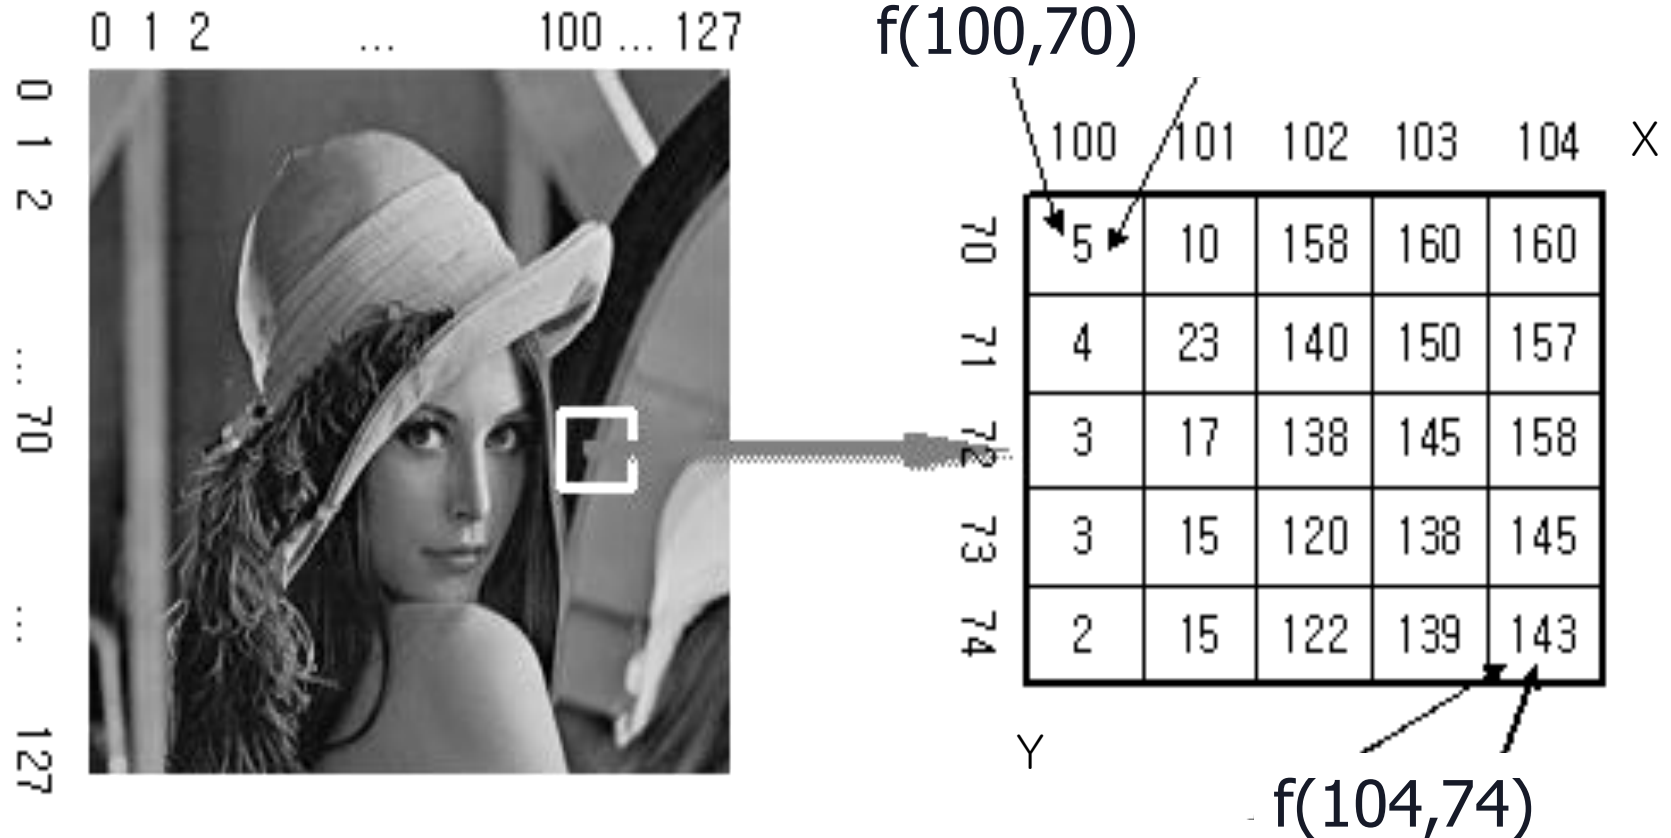 0 1 2 ... 100 ... 127
0
1
2
...
70
...
127
f(100,70)
100 101 102 103 104 X
70 5 10 158 160 160
71 4 23 140 150 157
72 3 17 138 145 158
73 3 15 120 138 145
74 2 15 122 139 143
Y
f(104,74)